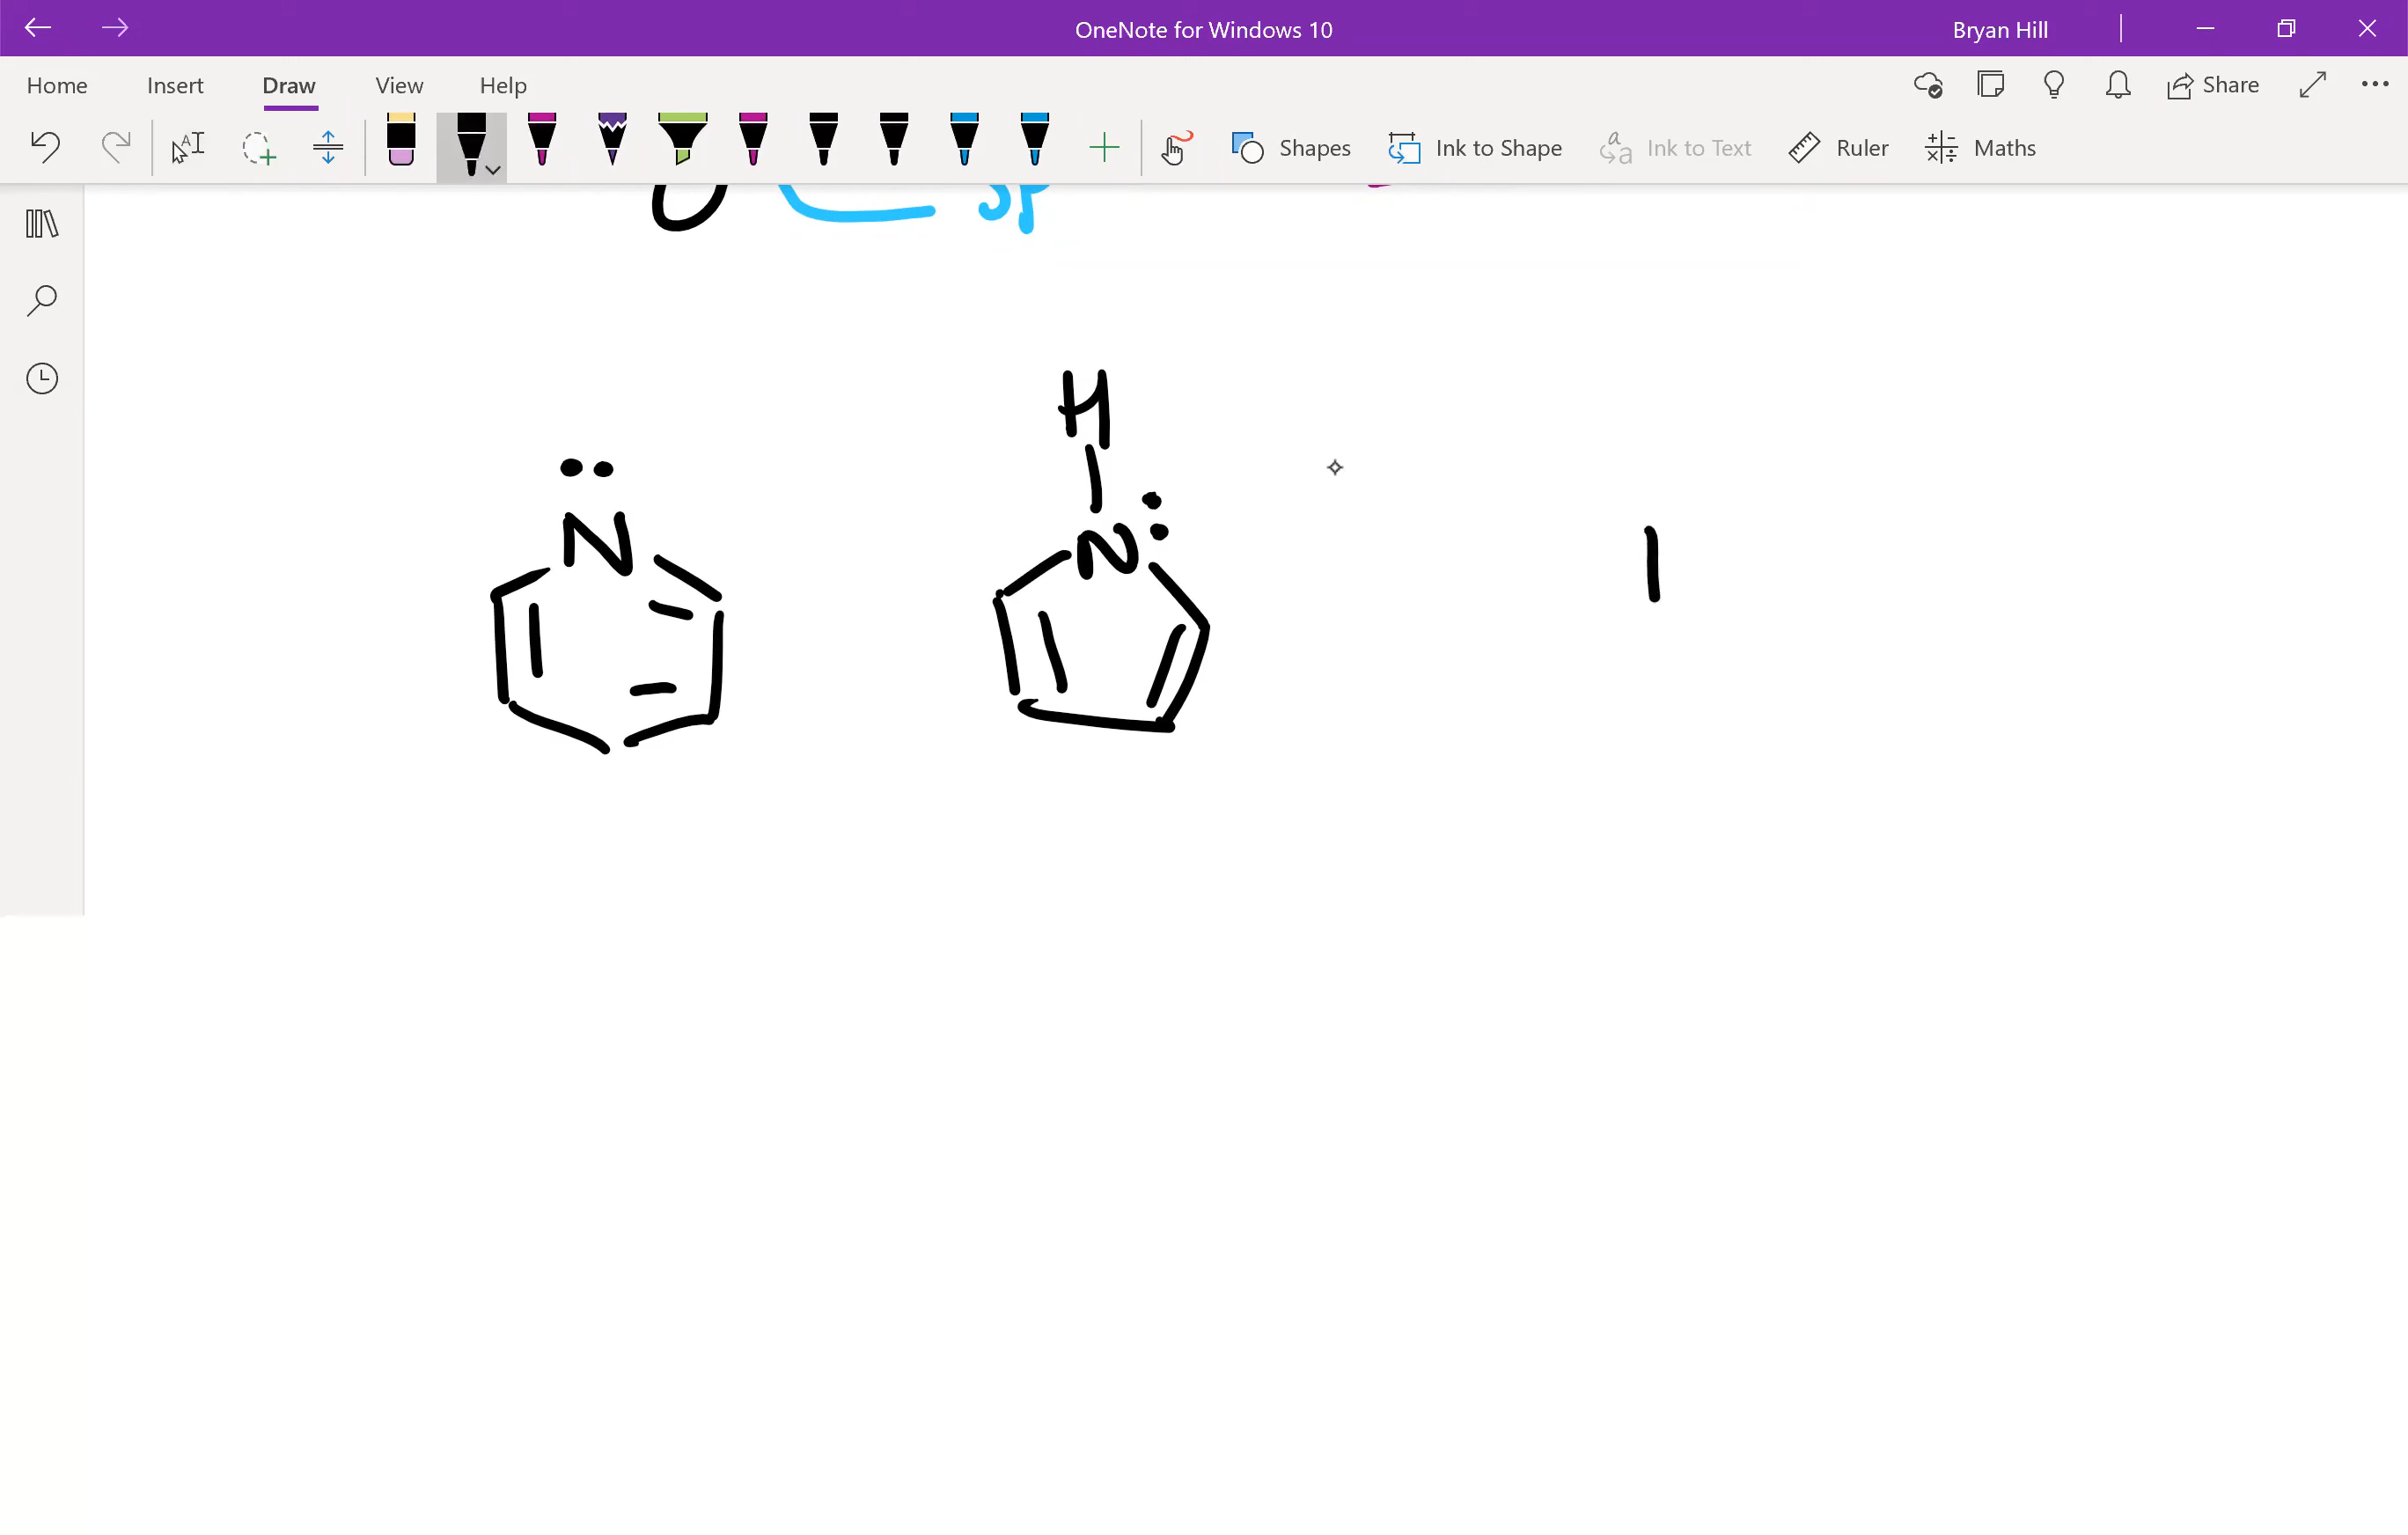 OneNote for Windows 10
Bryan Hill
Home Insert Draw View Help
Share
Shapes Ink to Shape Ink to Text Ruler Maths
sp
H
N
N